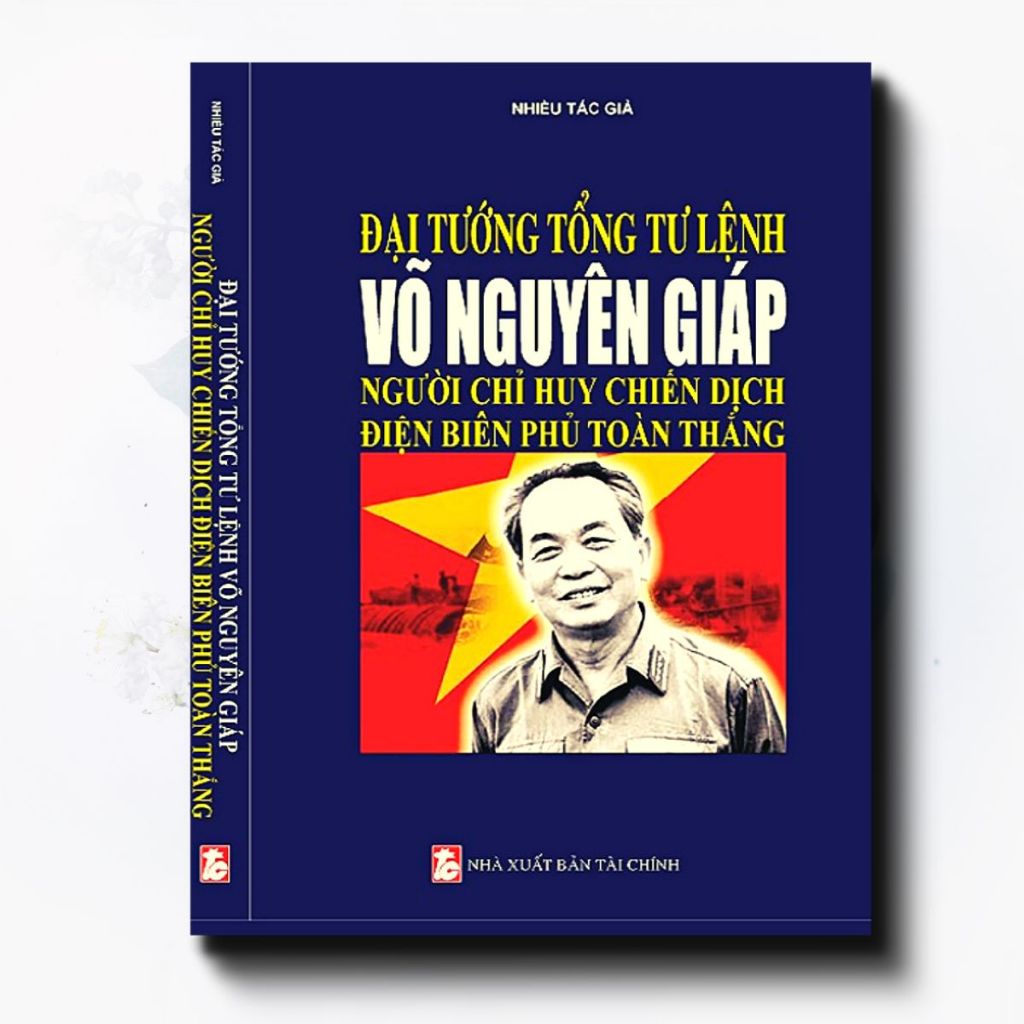 NHIỀU TÁC GIẢ
ĐẠI TƯỚNG TỔNG TƯ LỆNH
VÕ NGUYÊN GIÁP
NGƯỜI CHỈ HUY CHIẾN DỊCH
ĐIỆN BIÊN PHỦ TOÀN THẮNG
NHÀ XUẤT BẢN TÀI CHÍNH
NHIỀU TÁC GIẢ
ĐẠI TƯỚNG TỔNG TƯ LỆNH VÕ NGUYÊN GIÁP
NGƯỜI CHỈ HUY CHIẾN DỊCH ĐIỆN BIÊN PHỦ TOÀN THẮNG